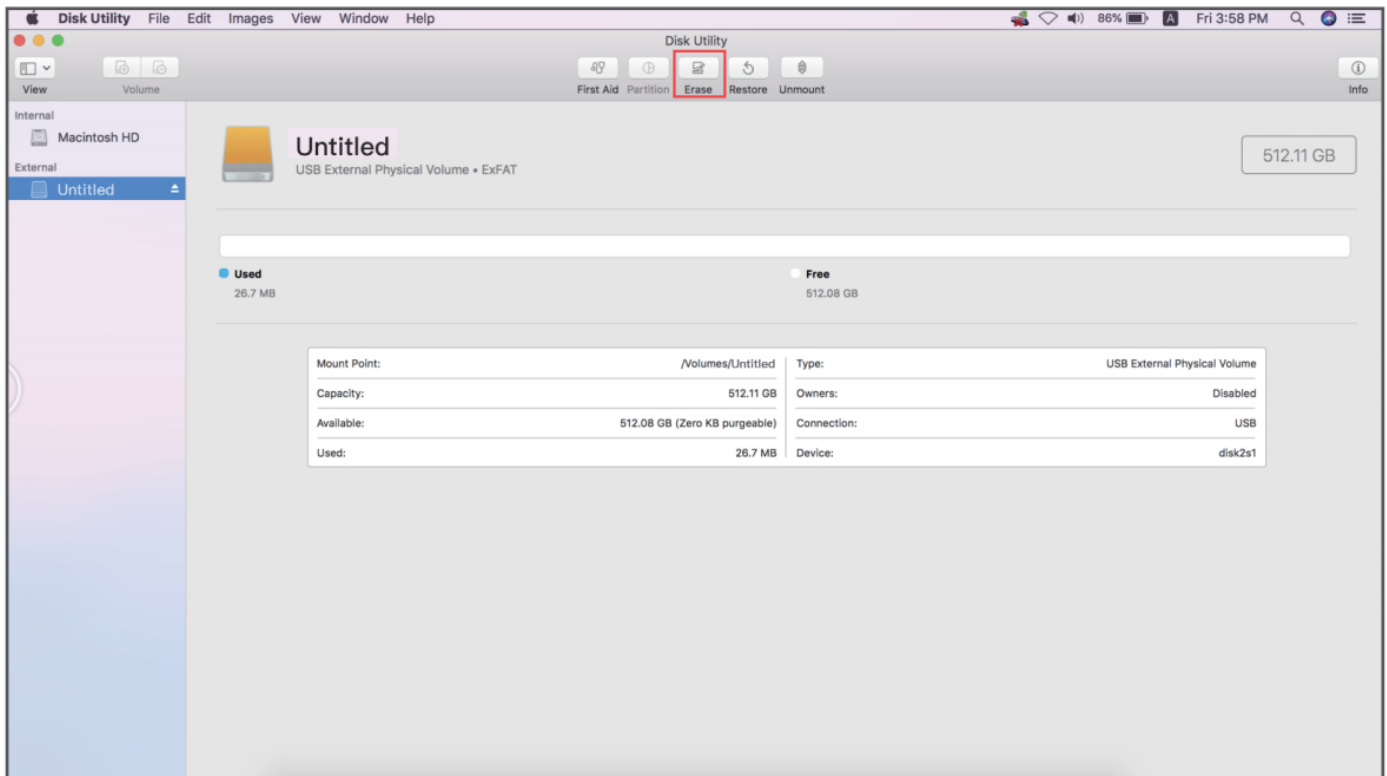 Disk Utility File Edit Images View Window Help 86% A Fri 3:58 PM
Disk Utility
View Volume First Aid Partition Erase Restore Unmount Info
Internal
Macintosh HD
External
Untitled
Untitled
USB External Physical Volume • ExFAT
512.11 GB
Used Free
26.7 MB 512.08 GB
Mount Point: /Volumes/Untitled Type: USB External Physical Volume
Capacity: 512.11 GB Owners: Disabled
Available: 512.08 GB (Zero KB purgeable) Connection: USB
Used: 26.7 MB Device: disk2s1